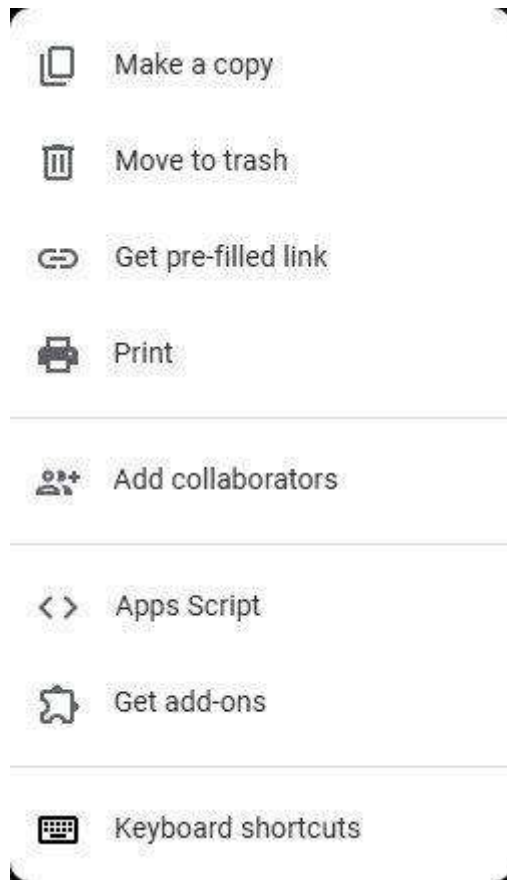 Make a copy
Move to trash
Get pre-filled link
Print
Add collaborators
Apps Script
Get add-ons
Keyboard shortcuts